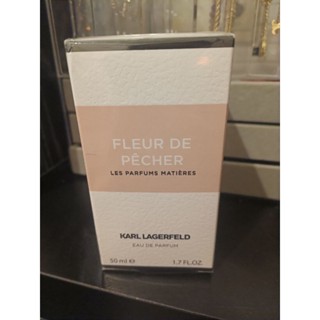 FLEUR DE
PÊCHER
LES PARFUMS MATIÈRES
KARL LAGERFELD
EAU DE PARFUM
50 ml e 1.7 FL.OZ.